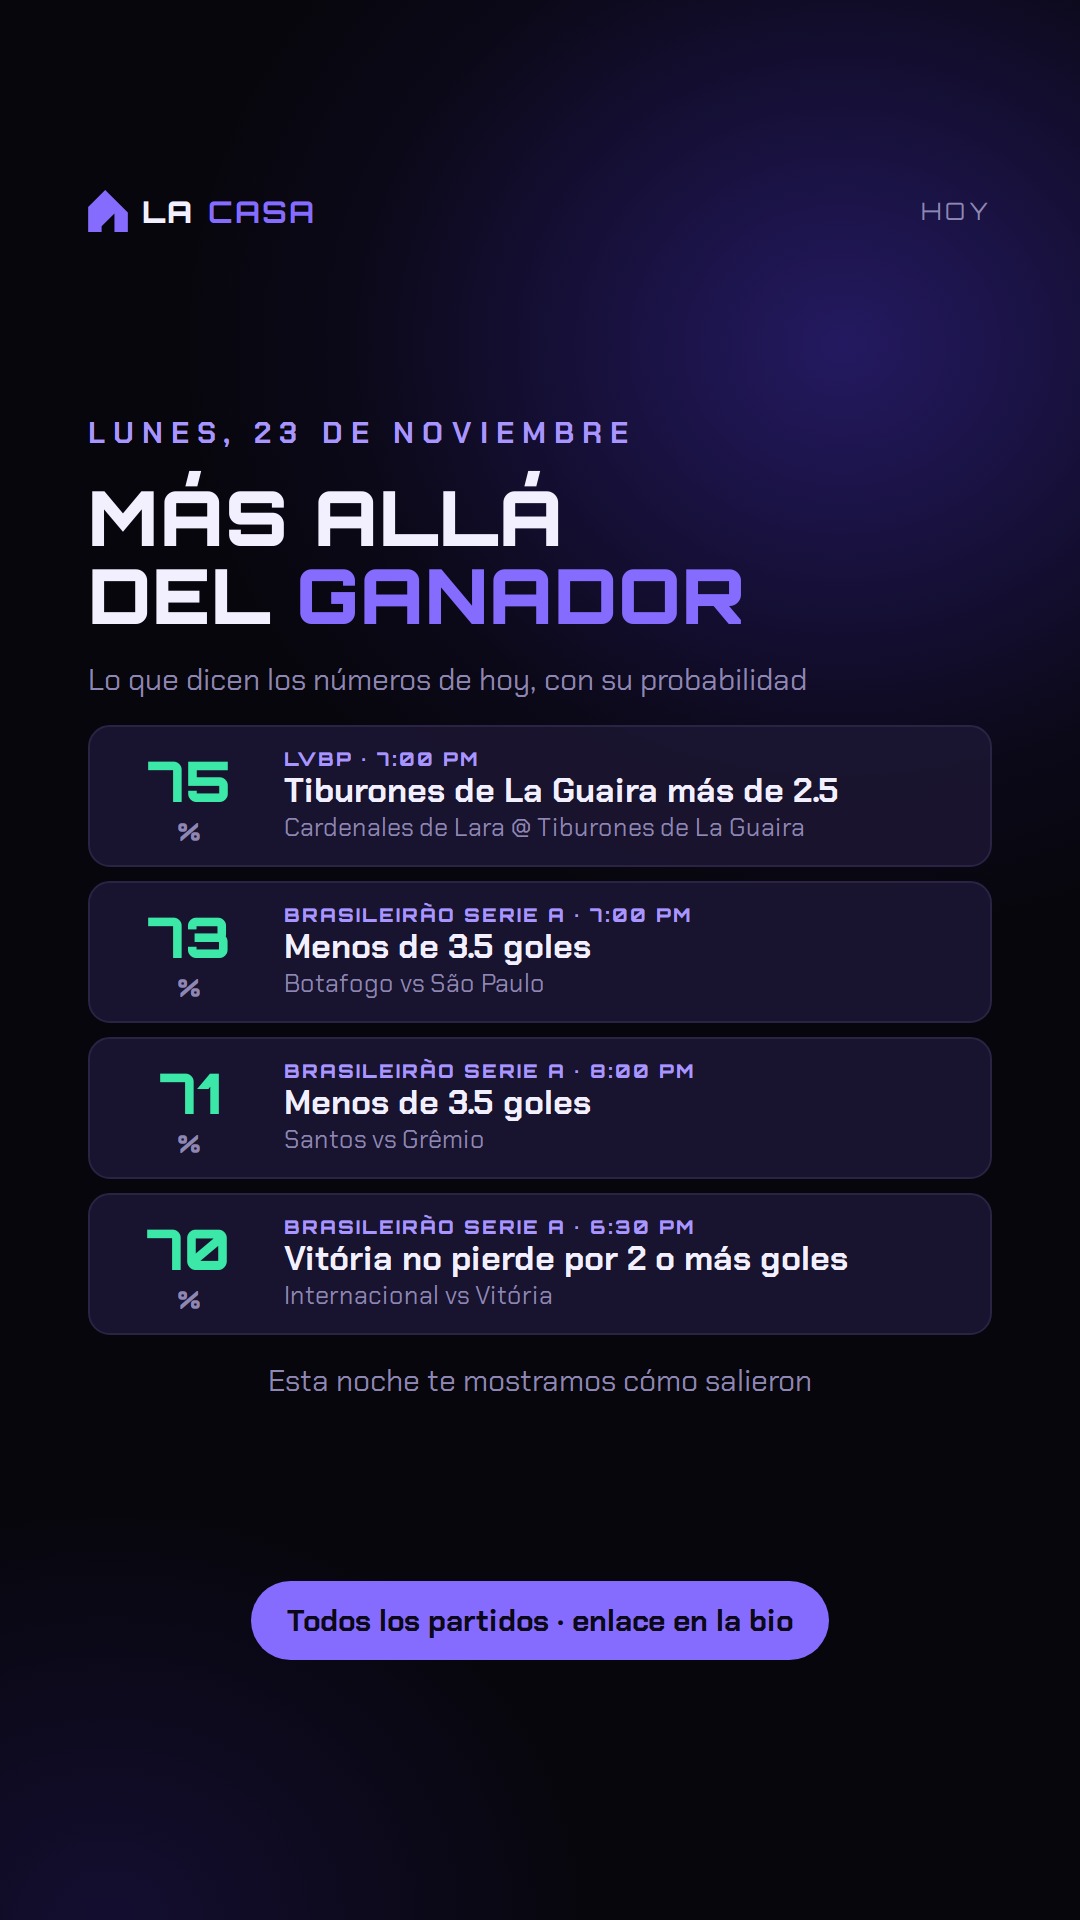 LA CASA
HOY
LUNES, 23 DE NOVIEMBRE
MÁS ALLÁ
DEL GANADOR
Lo que dicen los números de hoy, con su probabilidad
75
%
LVBP · 7:00 PM
Tiburones de La Guaira más de 2.5
Cardenales de Lara @ Tiburones de La Guaira
73
%
BRASILEIRÃO SERIE A · 7:00 PM
Menos de 3.5 goles
Botafogo vs São Paulo
71
%
BRASILEIRÃO SERIE A · 8:00 PM
Menos de 3.5 goles
Santos vs Grêmio
70
%
BRASILEIRÃO SERIE A · 6:30 PM
Vitória no pierde por 2 o más goles
Internacional vs Vitória
Esta noche te mostramos cómo salieron
Todos los partidos · enlace en la bio